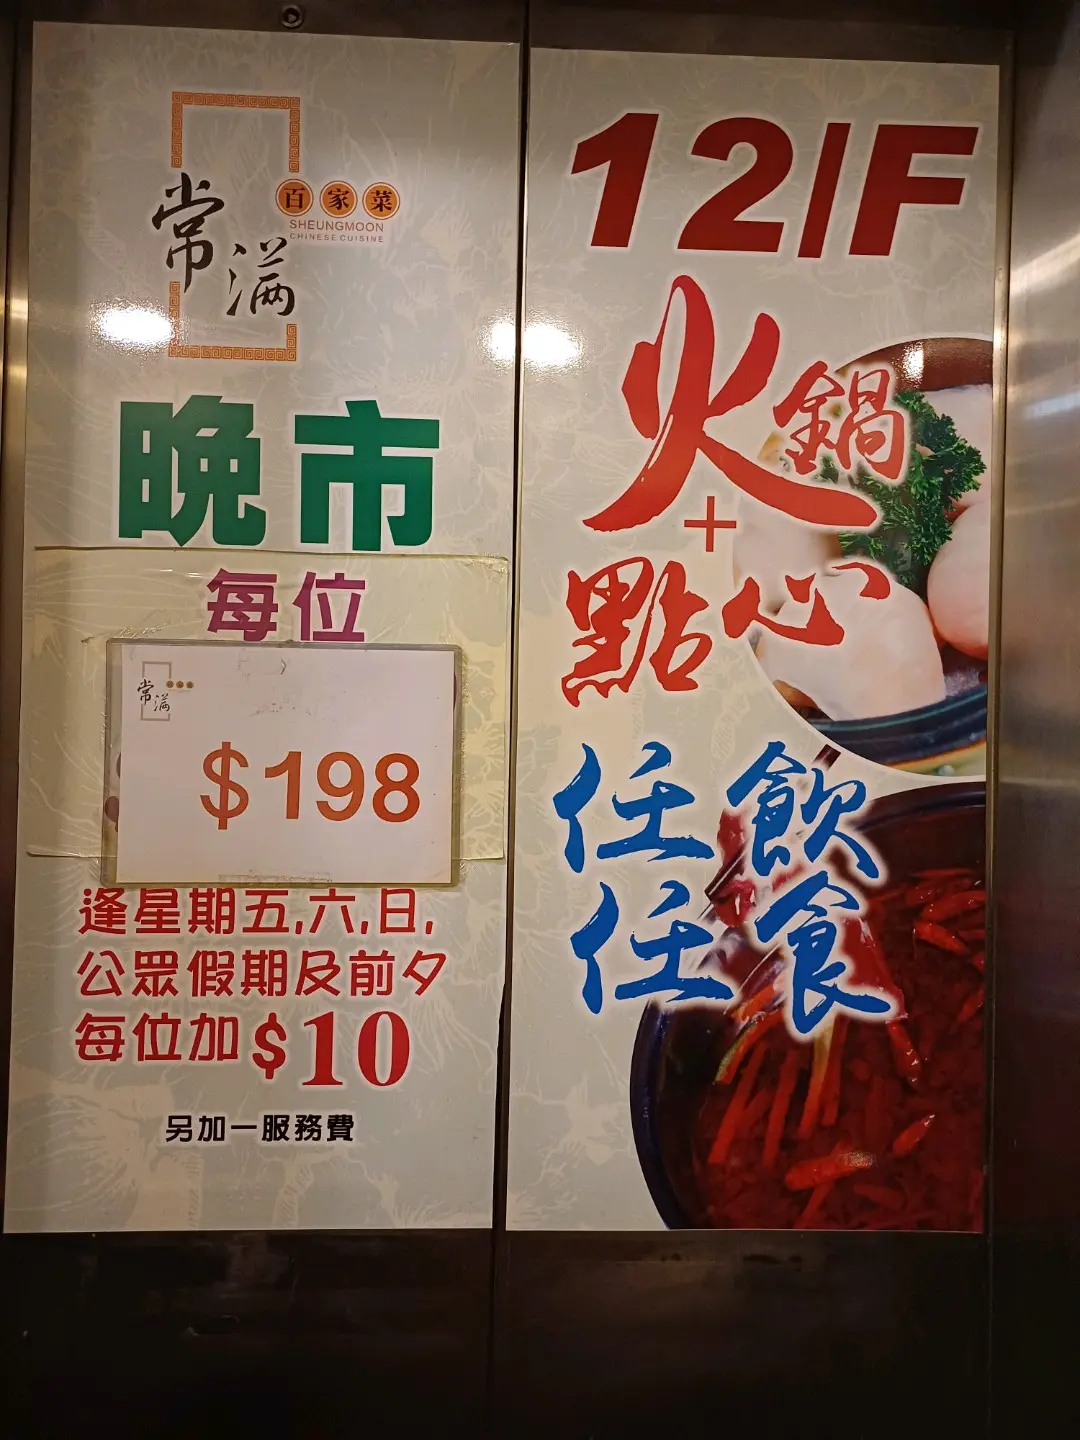 常滿
百家菜
SHEUNGMOON
CHINESE CUISINE
晚市
每位
常滿
$198
逢星期五,六,日,
公眾假期及前夕
每位加$10
另加一服務費
12/F
火鍋
+
點心
任飲
任食